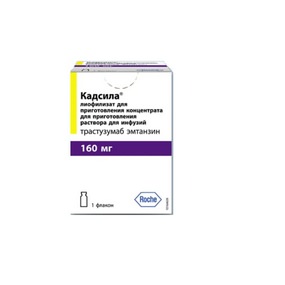 Кадсила®
лиофилизат для
приготовления концентрата
для приготовления
раствора для инфузий
трастузумаб эмтанзин
160 мг
1 флакон
Roche